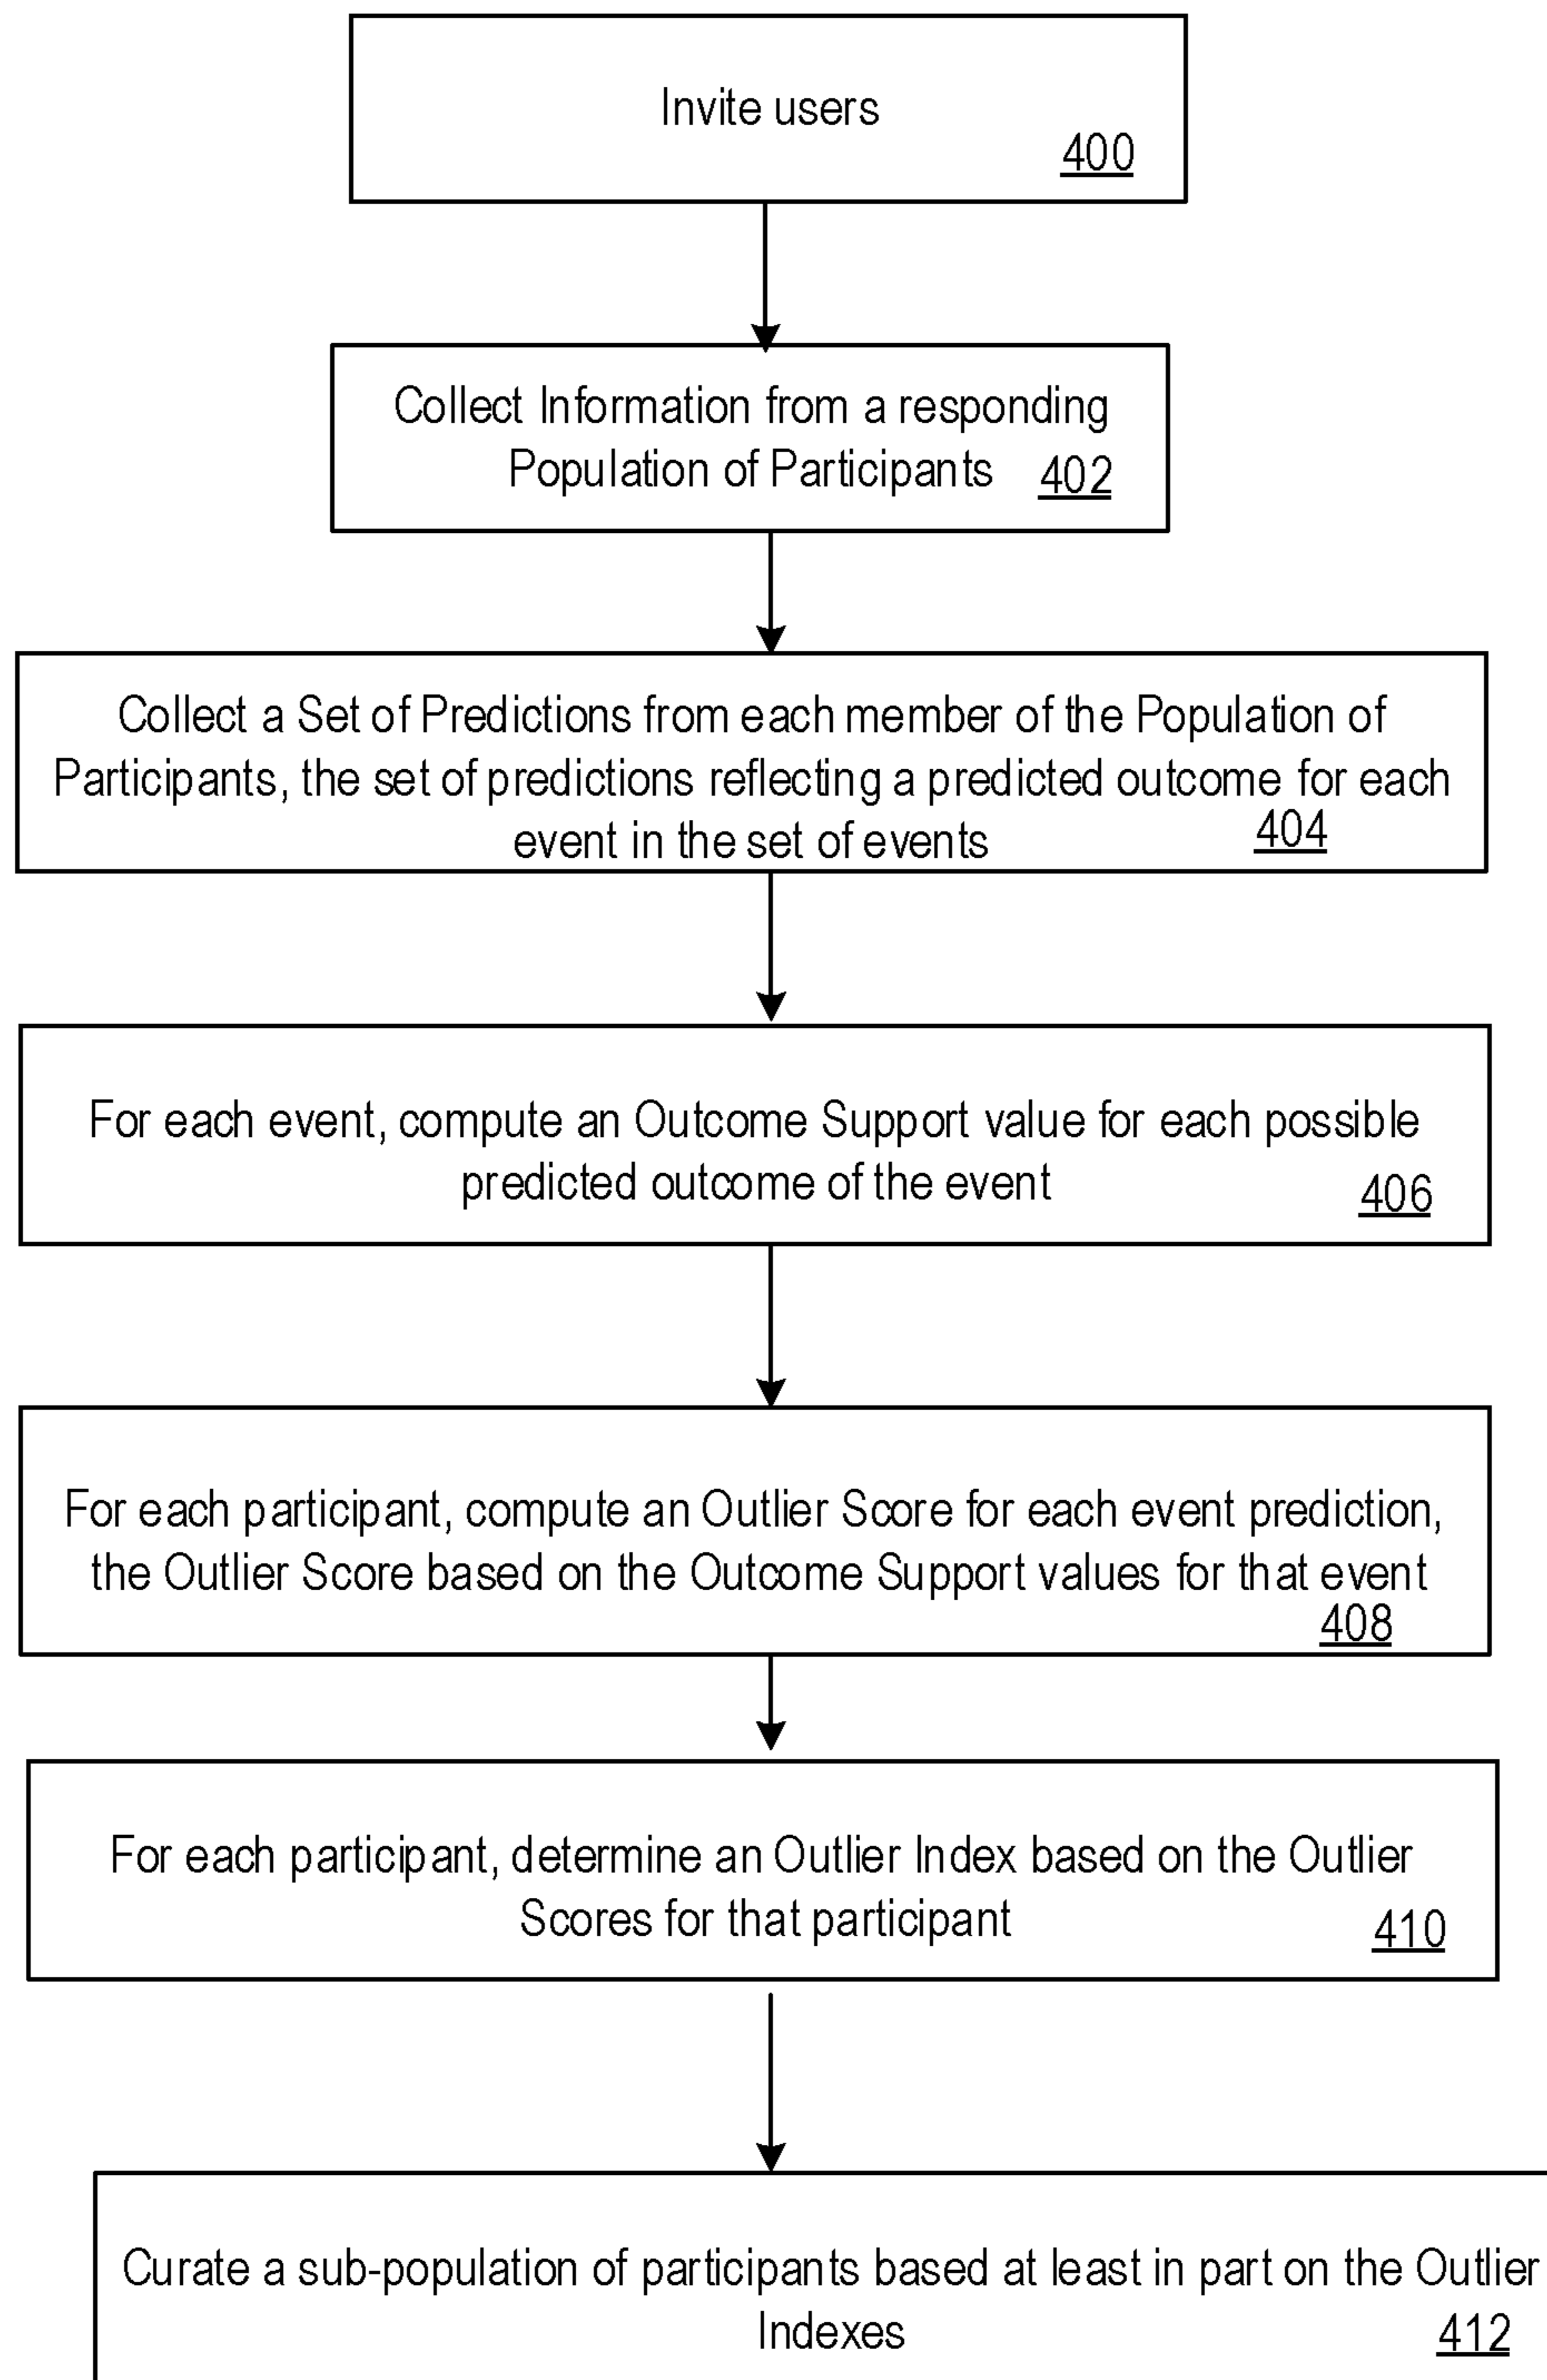 Invite users
400
Collect Information from a responding
Population of Participants 402
Collect a Set of Predictions from each member of the Population of
Participants, the set of predictions reflecting a predicted outcome for each
event in the set of events 404
For each event, compute an Outcome Support value for each possible
predicted outcome of the event 406
For each participant, compute an Outlier Score for each event prediction,
the Outlier Score based on the Outcome Support values for that event
408
For each participant, determine an Outlier Index based on the Outlier
Scores for that participant 410
Curate a sub-population of participants based at least in part on the Outlier
Indexes 412